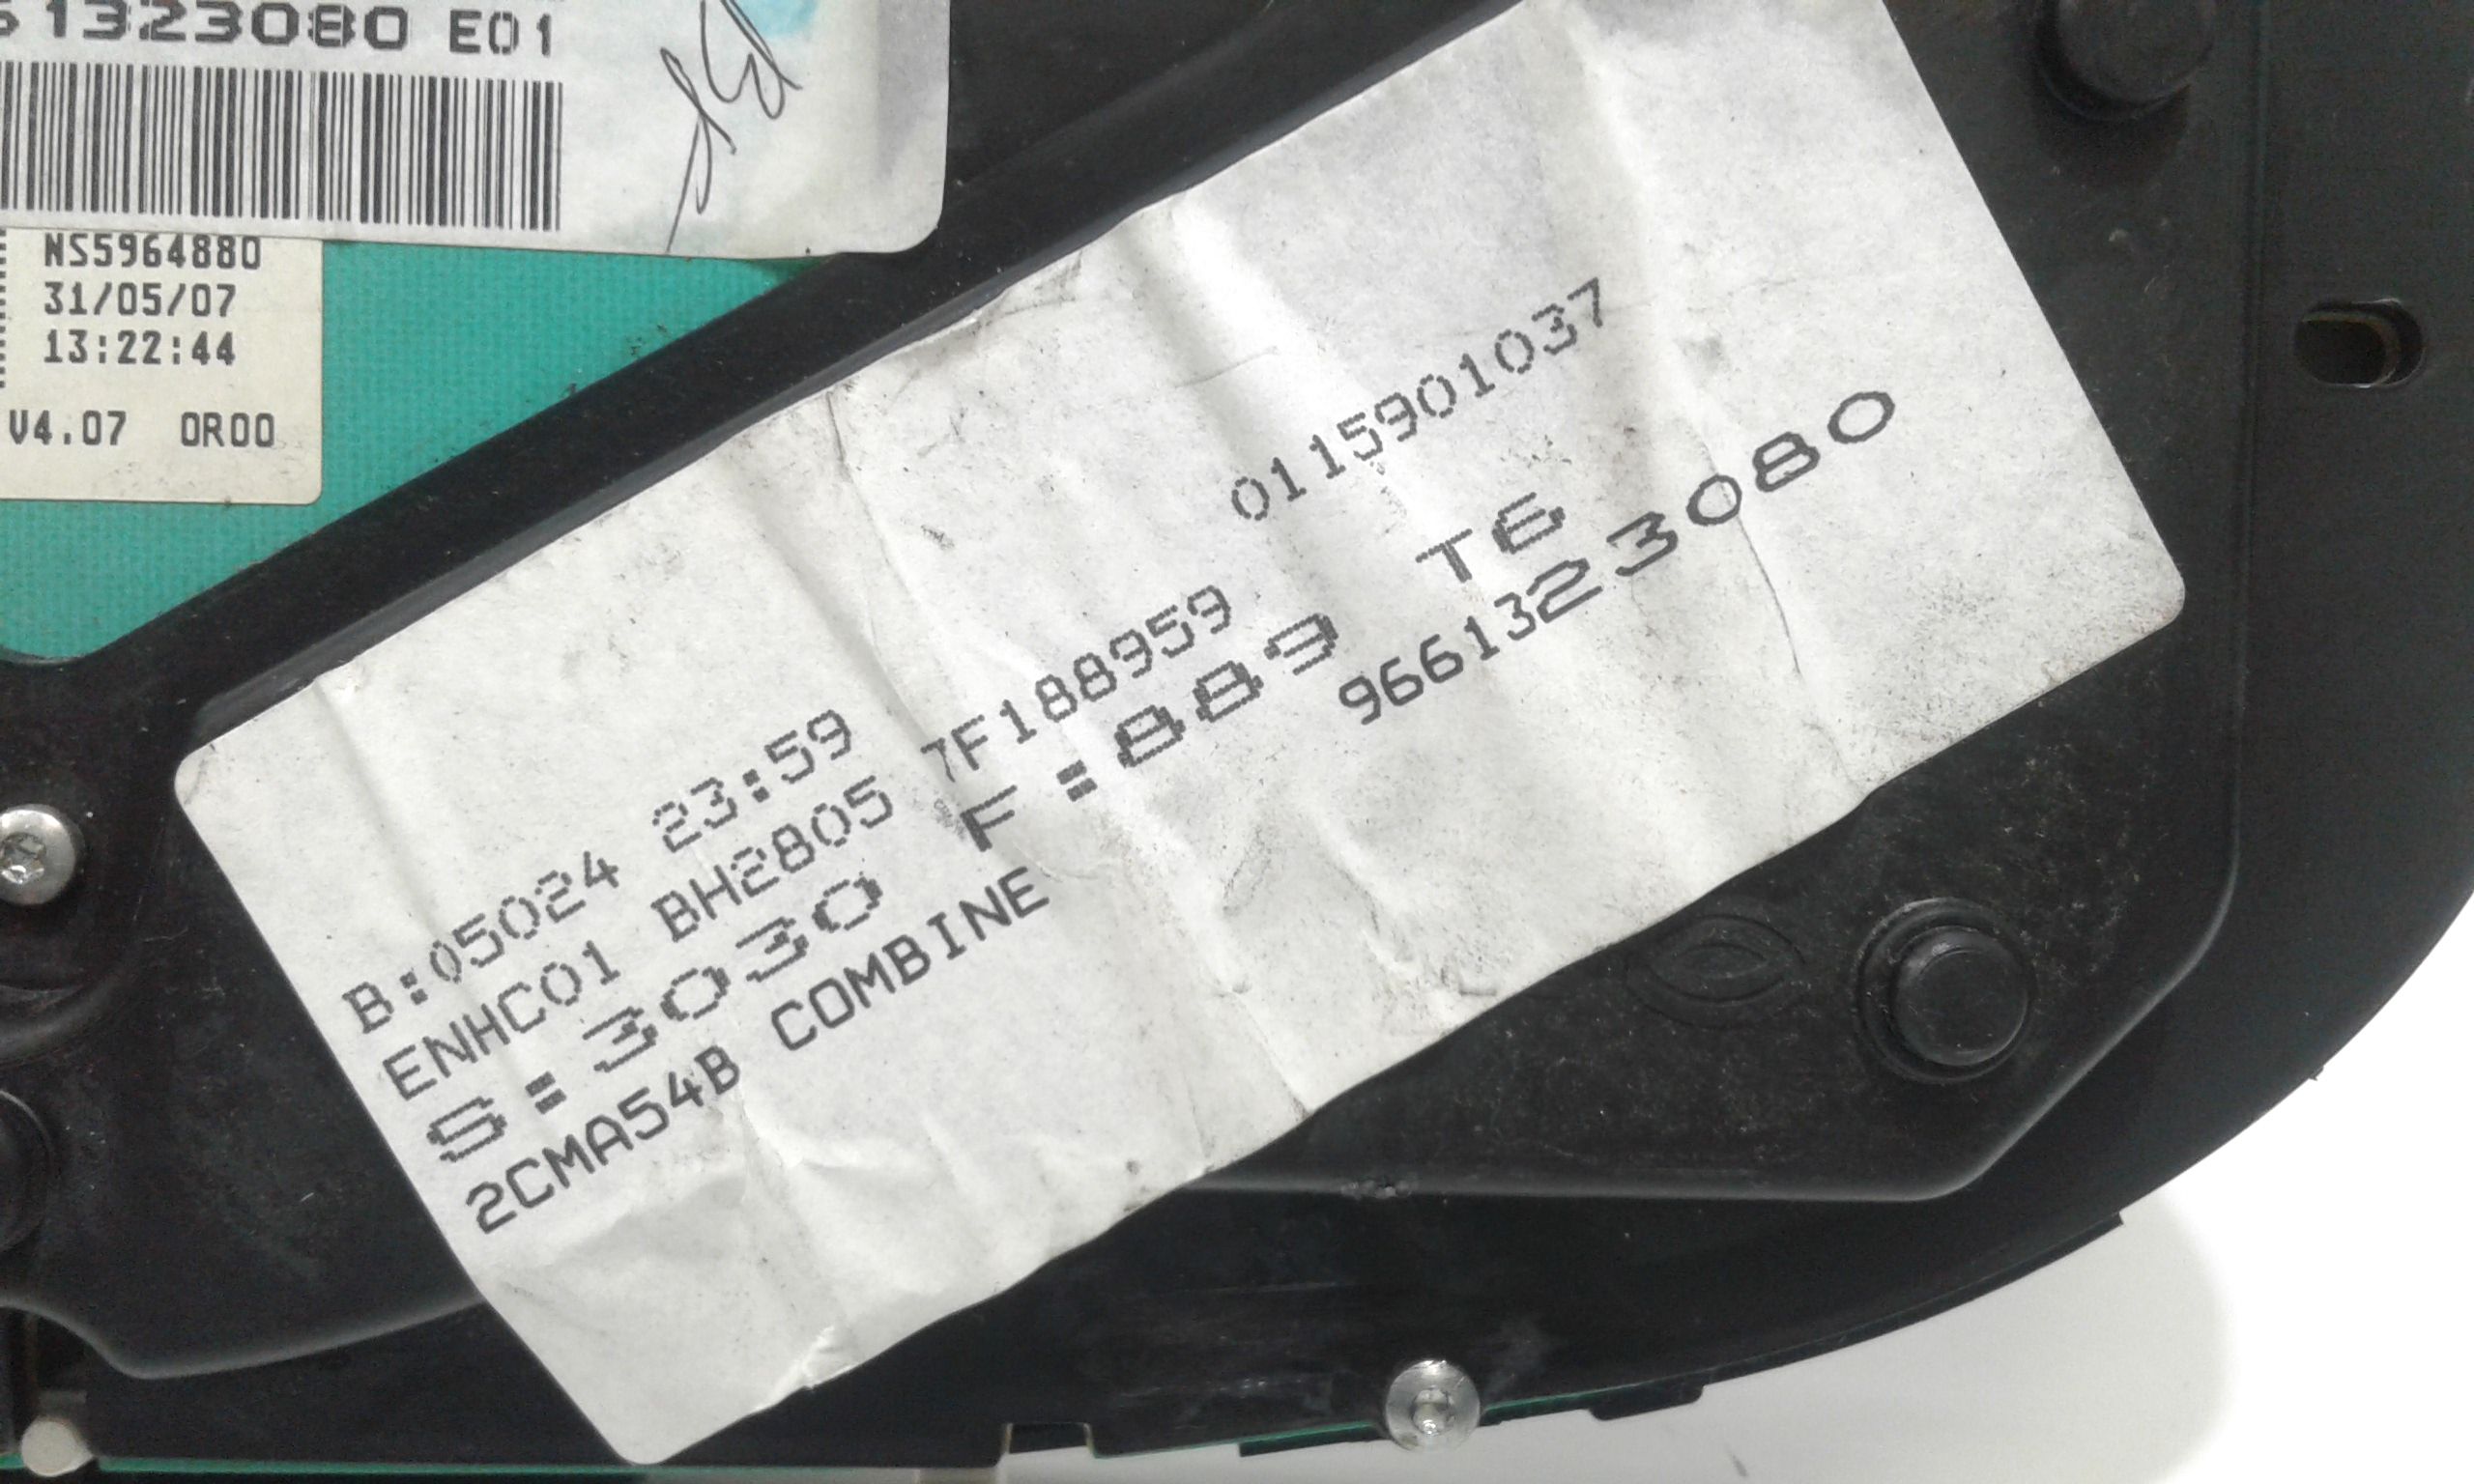 1323080 E01
NS5964880
31/05/07
13:22:44
V4.07 0R00
0115901037
B:05024 23:59
ENHC01 BH2805 7F188959
S:3030 F:889 T6
2CMA54B COMBINE 9661323080